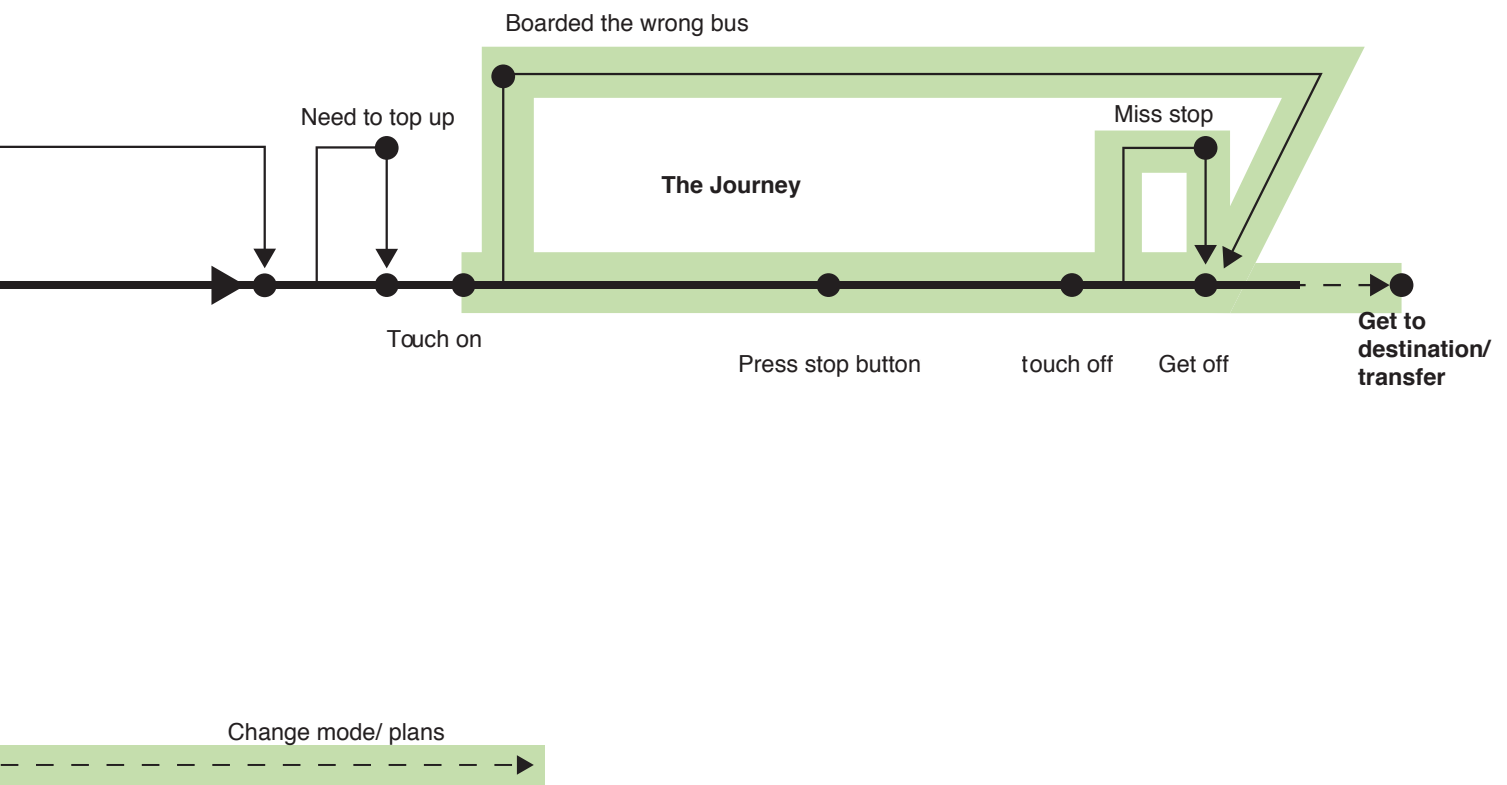 Boarded the wrong bus
Need to top up
Miss stop
The Journey
Touch on
Press stop button
touch off
Get off
Get to
destination/
transfer
Change mode/ plans